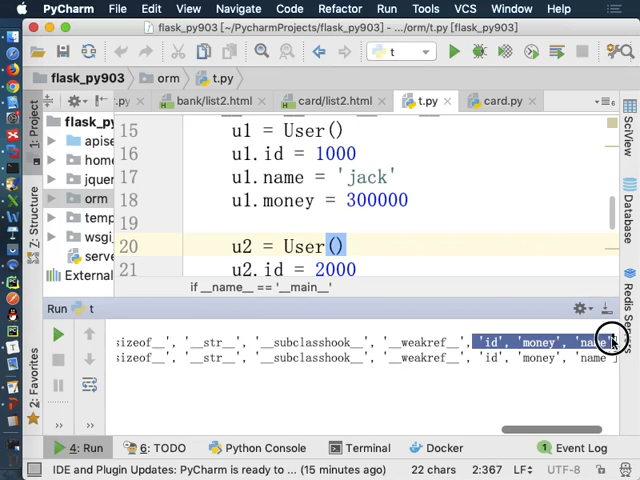 PyCharm File Edit View Navigate Code Refactor Run Tools VCS Window Help
flask_py903 [~/PycharmProjects/flask_py903] - .../orm/t.py [flask_py903]
t
flask_py903 orm t.py
.py bank/list2.html card/list2.html t.py card.py
1: Project
flask_py
apise
home
jquer
orm
temp
wsgi_
serve
External
Z: Structure
2: Favorites
15 u1 = User()
16 u1.id = 1000
17 u1.name = 'jack'
18 u1.money = 300000
19
20 u2 = User()
21 u2.id = 2000
if __name__ == '__main__'
SciView
Database
Redis Servers
Run t
sizeof__', '__str__', '__subclasshook__', '__weakref__', 'id', 'money', 'name'
sizeof__', '__str__', '__subclasshook__', '__weakref__', 'id', 'money', 'name']
4: Run 6: TODO Python Console Terminal Docker 1 Event Log
IDE and Plugin Updates: PyCharm is ready to ... (15 minutes ago) 22 chars 2:367 LF UTF-8